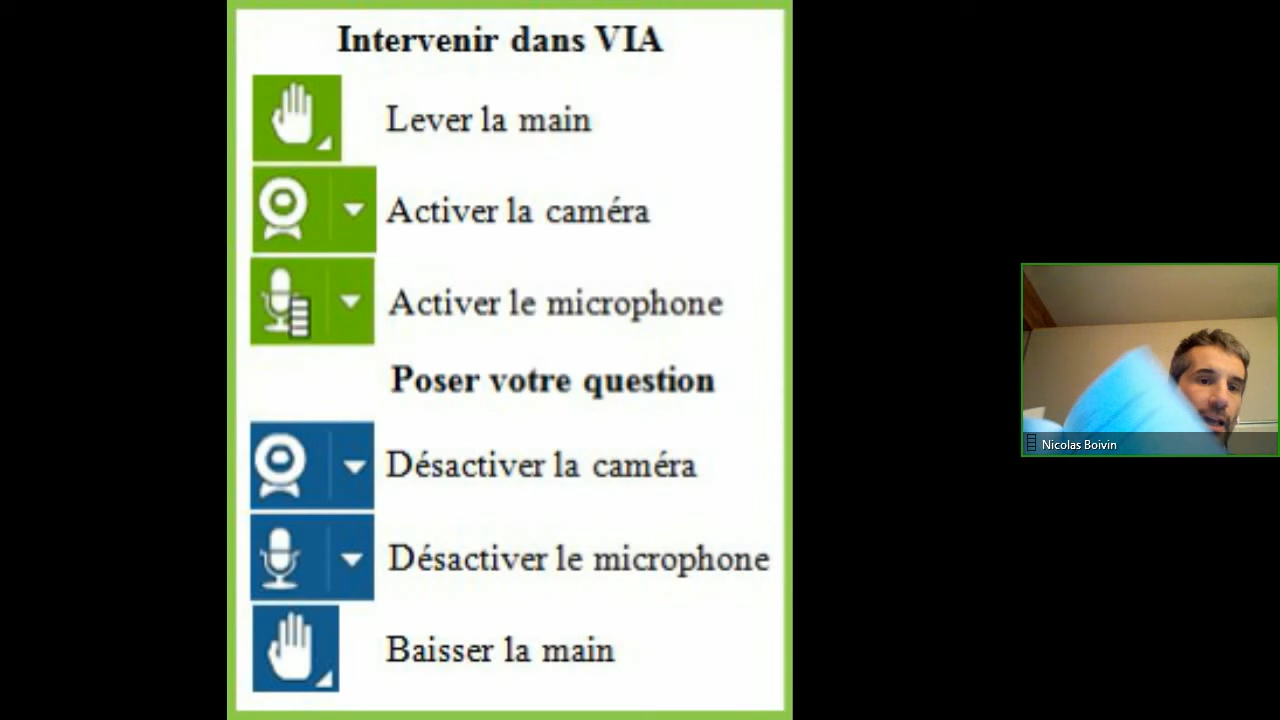 Intervenir dans VIA
Lever la main
Activer la caméra
Activer le microphone
Poser votre question
Désactiver la caméra
Désactiver le microphone
Baisser la main
Nicolas Boivin